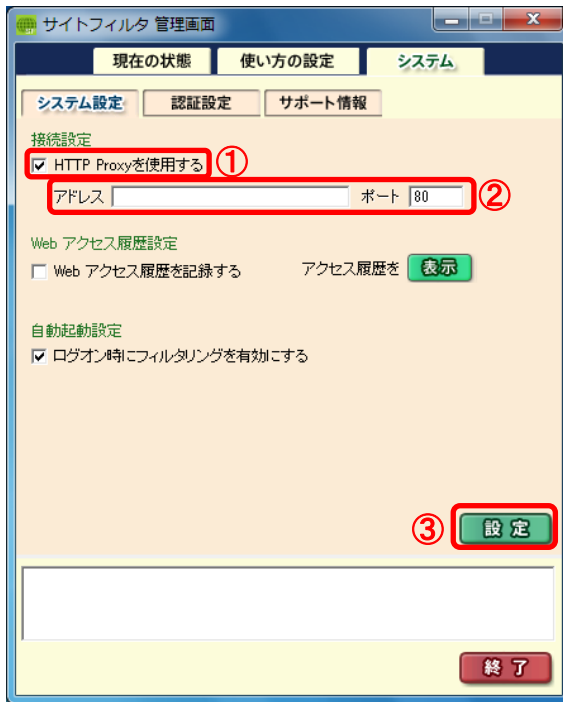 サイトフィルタ 管理画面
現在の状態 使い方の設定 システム
システム設定 認証設定 サポート情報
接続設定
HTTP Proxyを使用する ①
アドレス ポート 80 ②
Web アクセス履歴設定
Web アクセス履歴を記録する アクセス履歴を 表示
自動起動設定
ログオン時にフィルタリングを有効にする
③ 設定
終了